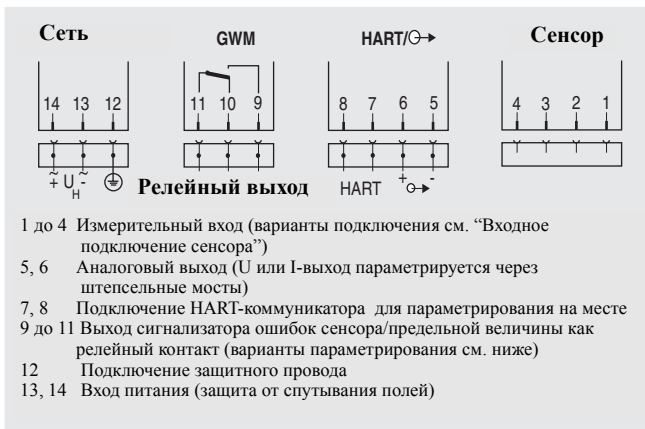 Сеть GWM HART/ Сенсор
14 13 12 11 10 9 8 7 6 5 4 3 2 1
+ ~ U H - ~ Релейный выход HART + -
1 до 4 Измерительный вход (варианты подключения см. “Входное
подключение сенсора”)
5, 6 Аналоговый выход (U или I-выход параметрируется через
штепсельные мосты)
7, 8 Подключение HART-коммуникатора для параметрирования на месте
9 до 11 Выход сигнализатора ошибок сенсора/предельной величины как
релейный контакт (варианты параметрирования см. ниже)
12 Подключение защитного провода
13, 14 Вход питания (защита от спутывания полей)